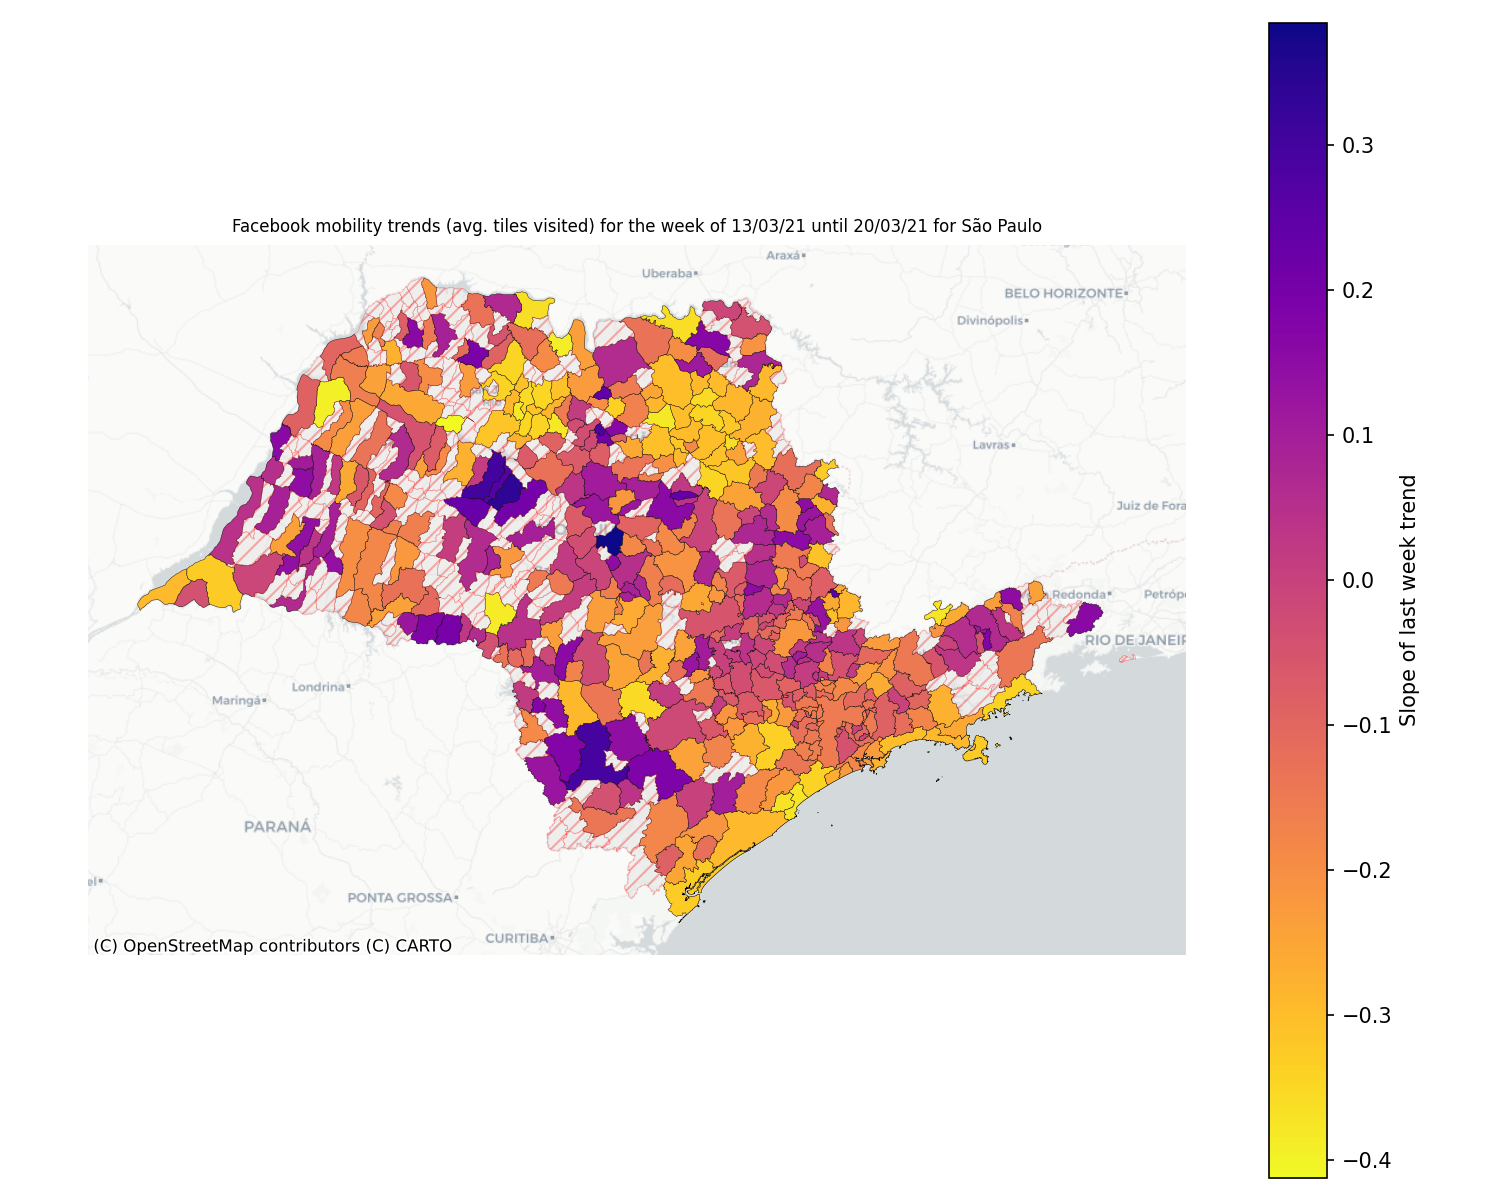 Facebook mobility trends (avg. tiles visited) for the week of 13/03/21 until 20/03/21 for São Paulo
Araxá
Uberaba
BELO HORIZONTE
Divinópolis
Lavras
Juiz de Fora
Redonda
Petróp
RIO DE JANEIR
Londrina
Maringá
PARANÁ
el
PONTA GROSSA
CURITIBA
(C) OpenStreetMap contributors (C) CARTO
0.3
0.2
0.1
0.0
−0.1
−0.2
−0.3
−0.4
Slope of last week trend